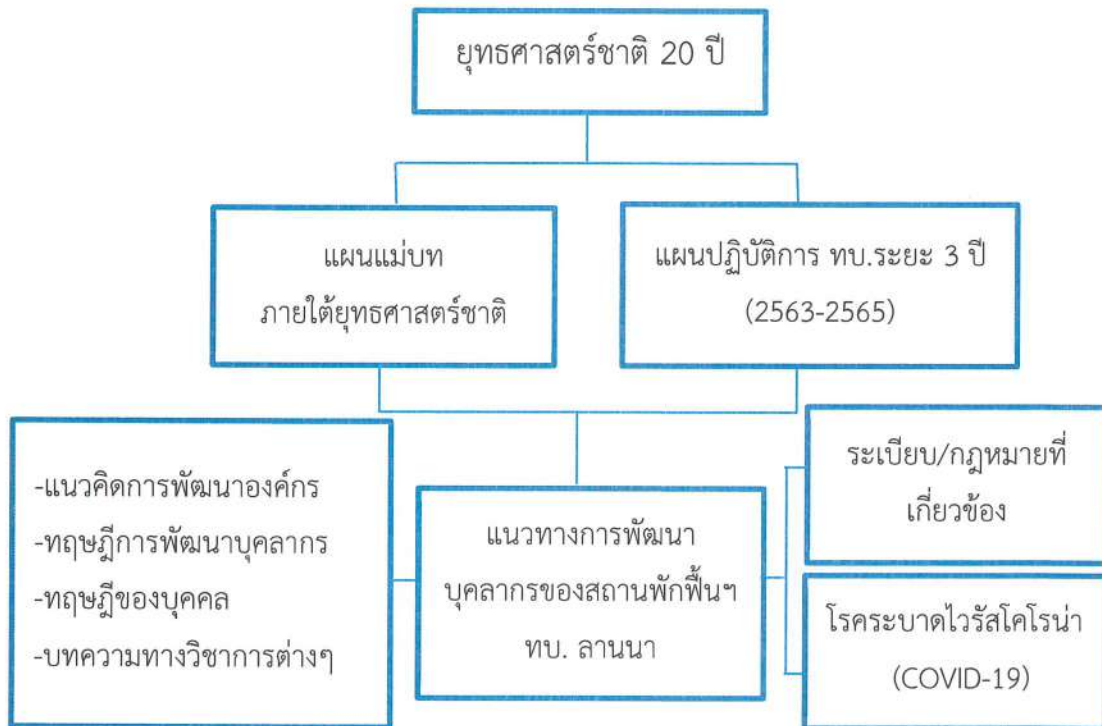 ยุทธศาสตร์ชาติ 20 ปี
แผนแม่บท
ภายใต้ยุทธศาสตร์ชาติ
แผนปฏิบัติการ ทบ.ระยะ 3 ปี
(2563-2565)
-แนวคิดการพัฒนาองค์กร
-ทฤษฎีการพัฒนาบุคลากร
-ทฤษฎีของบุคคล
-บทความทางวิชาการต่างๆ
แนวทางการพัฒนา
บุคลากรของสถานพักฟื้นฯ
ทบ. ลานนา
ระเบียบ/กฎหมายที่
เกี่ยวข้อง
โรคระบาดไวรัสโคโรน่า
(COVID-19)